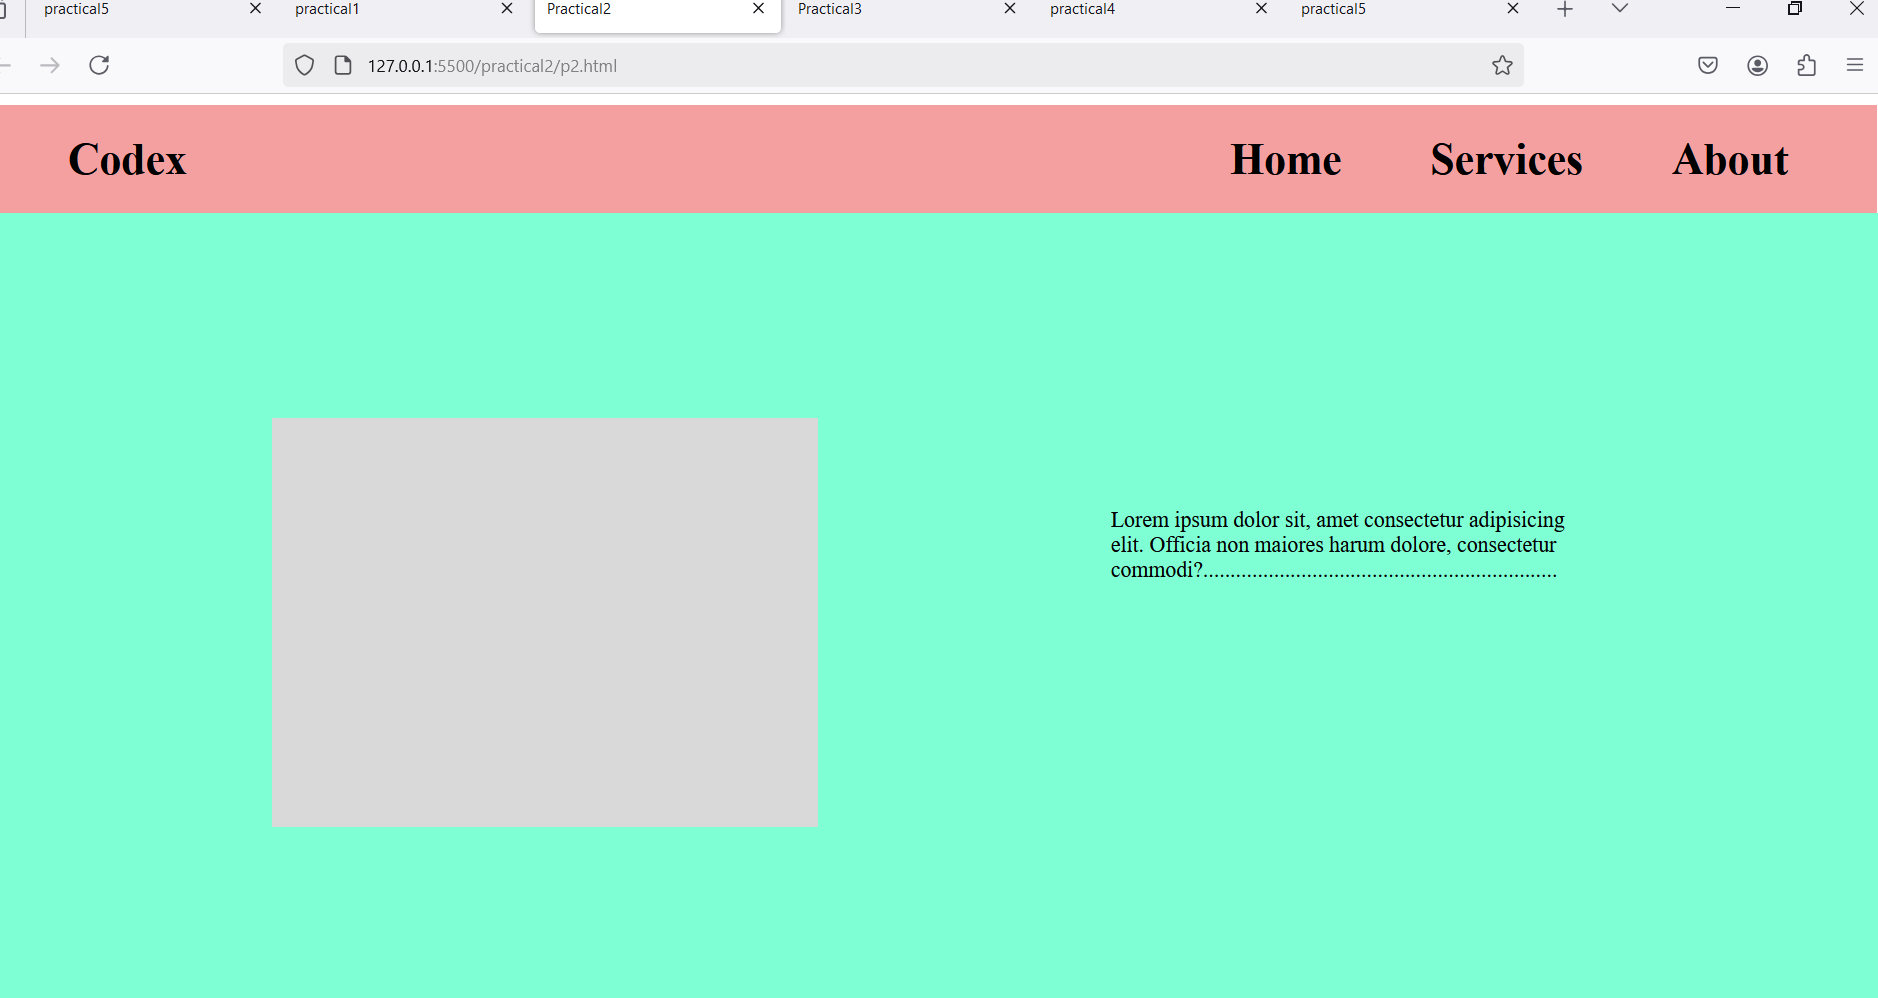 practical5
practical1
Practical2
Practical3
practical4
practical5
127.0.0.1:5500/practical2/p2.html
Codex
Home
Services
About
Lorem ipsum dolor sit, amet consectetur adipisicing
elit. Officia non maiores harum dolore, consectetur
commodi?.................................................................